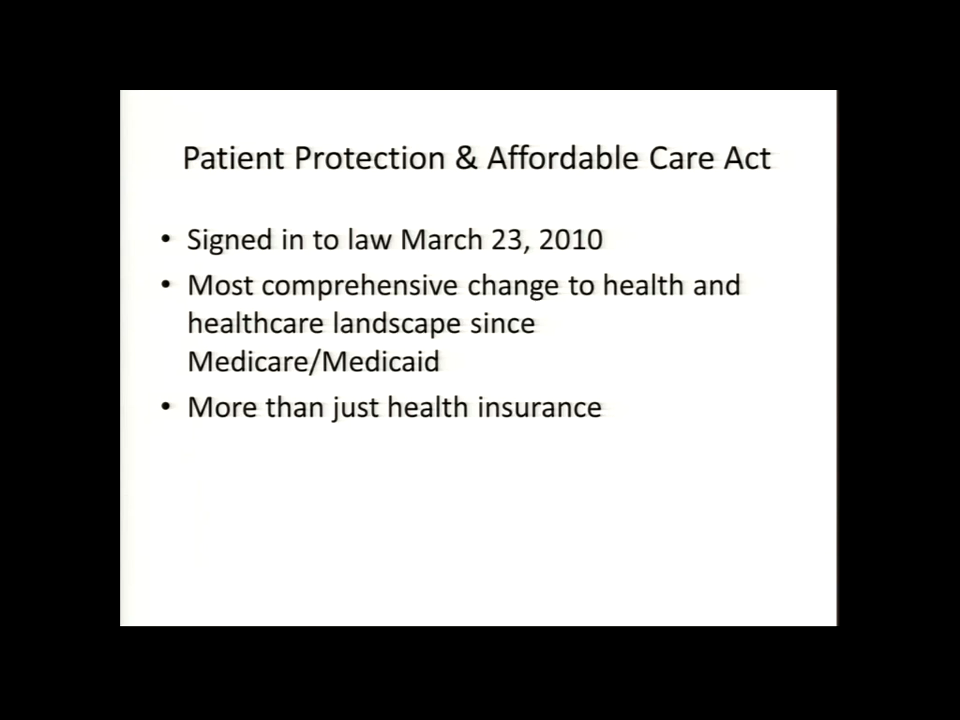 Patient Protection & Affordable Care Act
• Signed in to law March 23, 2010
• Most comprehensive change to health and
healthcare landscape since
Medicare/Medicaid
• More than just health insurance